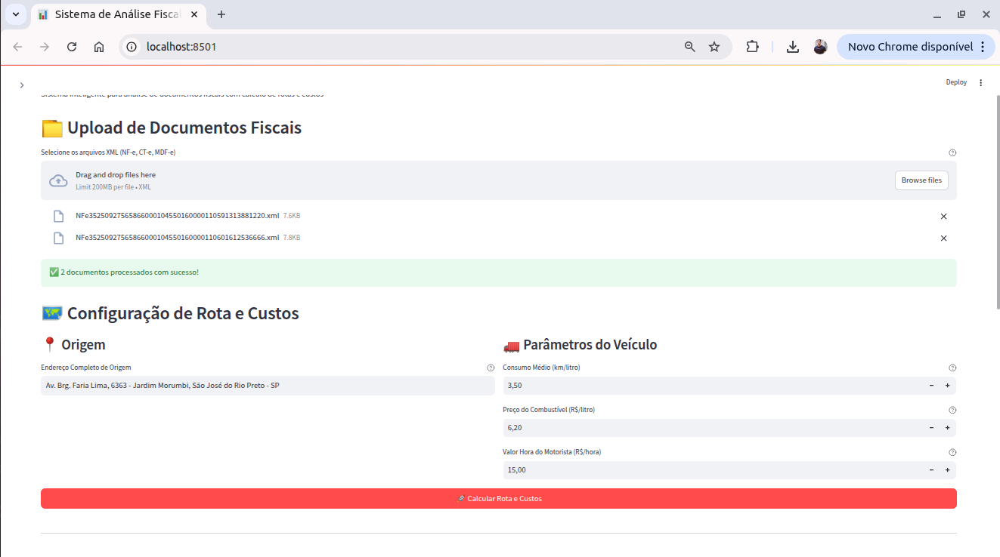 Sistema de Análise Fisca
localhost:8501
Novo Chrome disponível
Deploy
Sistema inteligente para análise de documentos fiscais com cálculo de rotas e custos
Upload de Documentos Fiscais
Selecione os arquivos XML (NF-e, CT-e, MDF-e)
Drag and drop files here
Limit 200MB per file • XML
Browse files
NFe35250927565866000104550160000110591313881220.xml 7.6KB
NFe35250927565866000104550160000110601612536666.xml 7.8KB
2 documentos processados com sucesso!
Configuração de Rota e Custos
Origem
Endereço Completo de Origem
Av. Brg. Faria Lima, 6363 - Jardim Morumbi, São José do Rio Preto - SP
Parâmetros do Veículo
Consumo Médio (km/litro)
3,50
Preço do Combustível (R$/litro)
6,20
Valor Hora do Motorista (R$/hora)
15,00
Calcular Rota e Custos